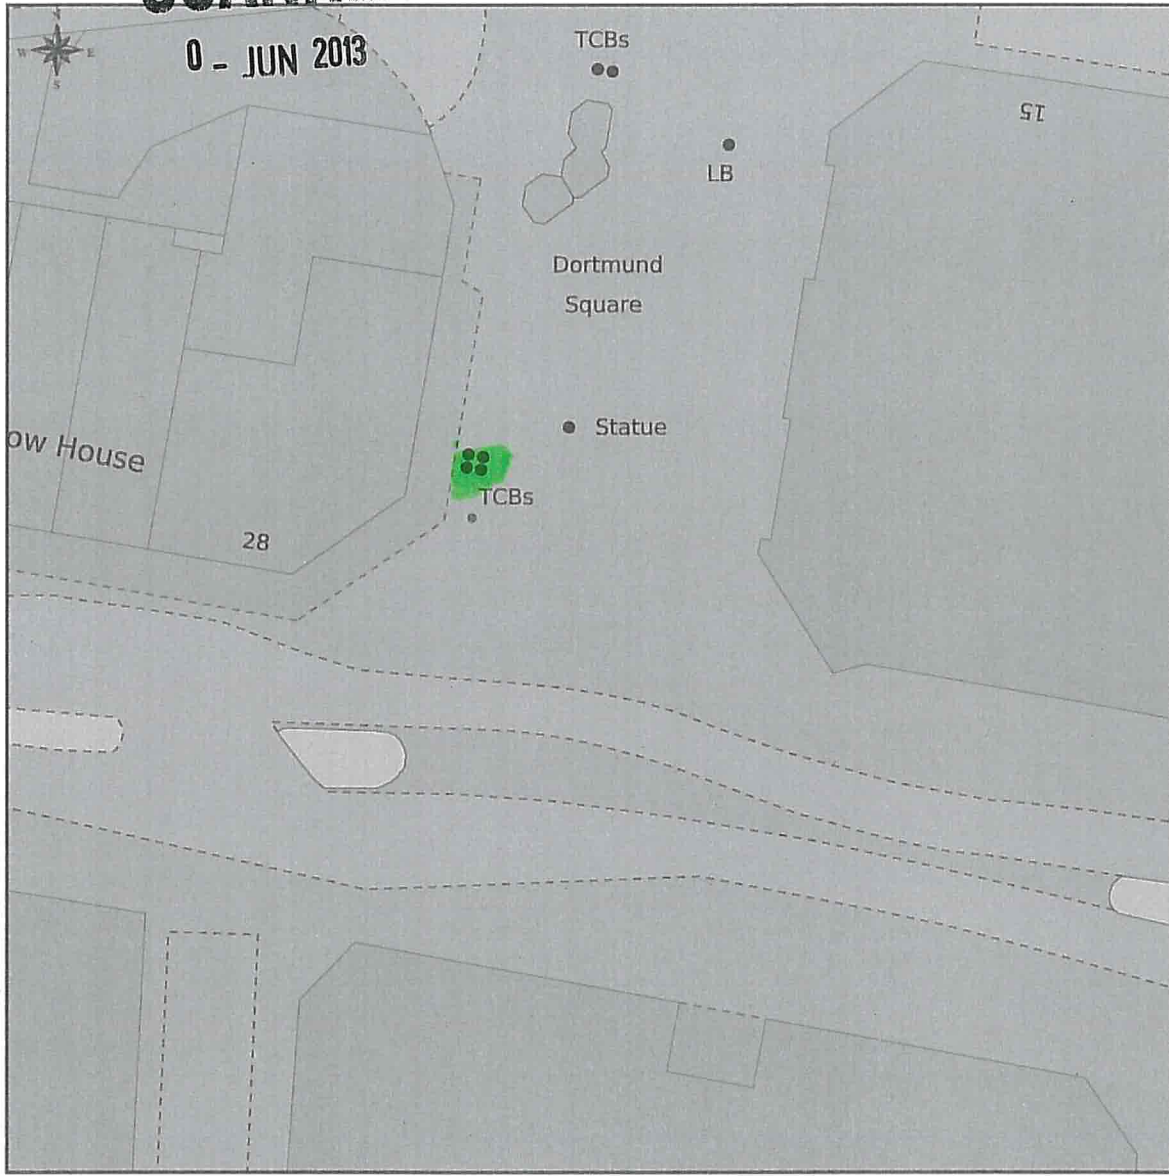 N
W E
S
0 - JUN 2013
TCBs
15
LB
Dortmund
Square
Statue
ow House
TCBs
28